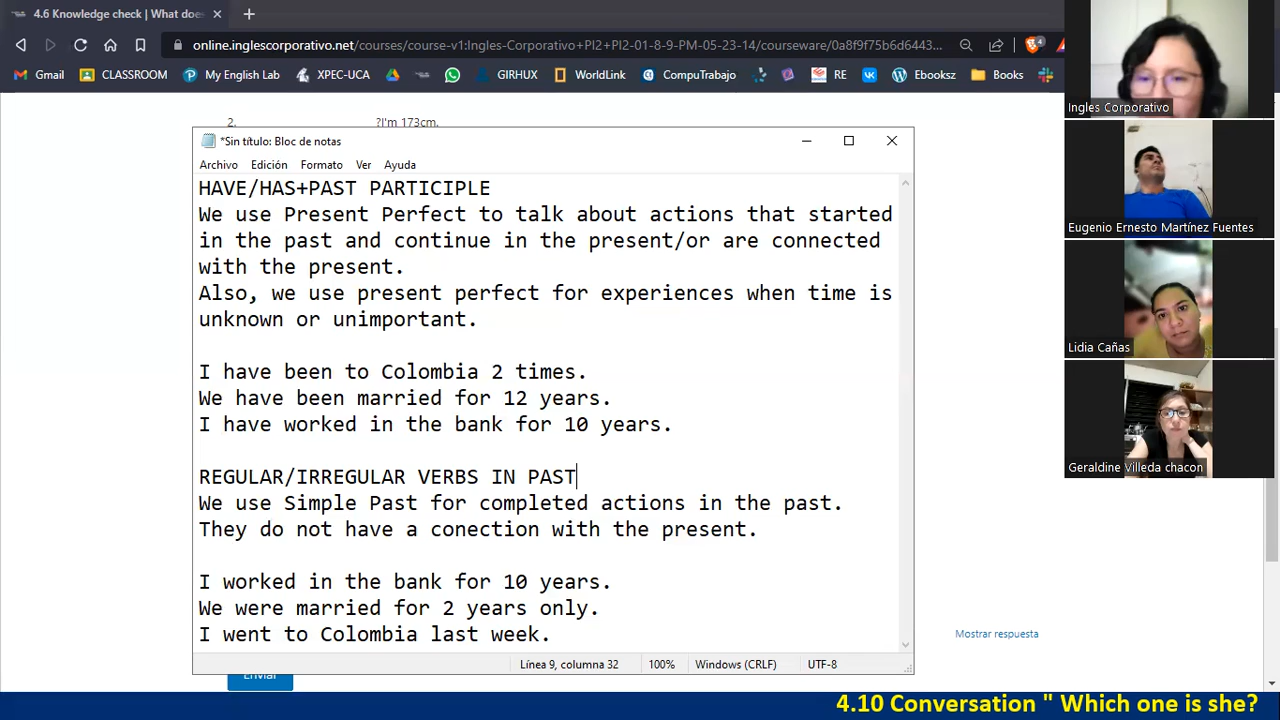 4.6 Knowledge check | What does
online.inglescorporativo.net/courses/course-v1:Ingles-Corporativo+PI2+PI2-01-8-9-PM-05-23-14/courseware/0a8f9f75b6d6443...
Gmail CLASSROOM My English Lab XPEC-UCA GIRHUX WorldLink CompuTrabajo RE Ebooksz Books
2. ?I'm 173cm.
*Sin título: Bloc de notas
Archivo Edición Formato Ver Ayuda
HAVE/HAS+PAST PARTICIPLE
We use Present Perfect to talk about actions that started
in the past and continue in the present/or are connected
with the present.
Also, we use present perfect for experiences when time is
unknown or unimportant.
I have been to Colombia 2 times.
We have been married for 12 years.
I have worked in the bank for 10 years.
REGULAR/IRREGULAR VERBS IN PAST
We use Simple Past for completed actions in the past.
They do not have a conection with the present.
I worked in the bank for 10 years.
We were married for 2 years only.
I went to Colombia last week.
Línea 9, columna 32 100% Windows (CRLF) UTF-8
Mostrar respuesta
Enviar
Ingles Corporativo
Eugenio Ernesto Martínez Fuentes
Lidia Cañas
Geraldine Villeda chacon
4.10 Conversation " Which one is she?